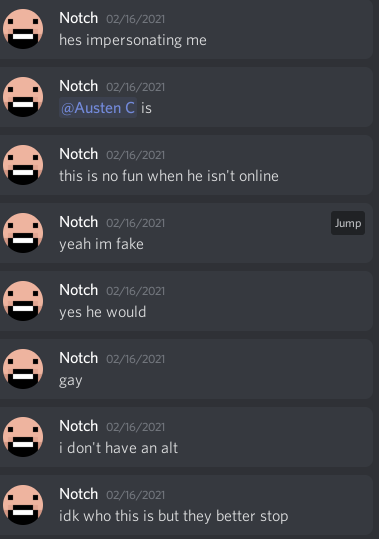 Notch 02/16/2021
hes impersonating me
Notch 02/16/2021
@Austen C is
Notch 02/16/2021
this is no fun when he isn't online
Notch 02/16/2021 Jump
yeah im fake
Notch 02/16/2021
yes he would
Notch 02/16/2021
gay
Notch 02/16/2021
i don't have an alt
Notch 02/16/2021
idk who this is but they better stop